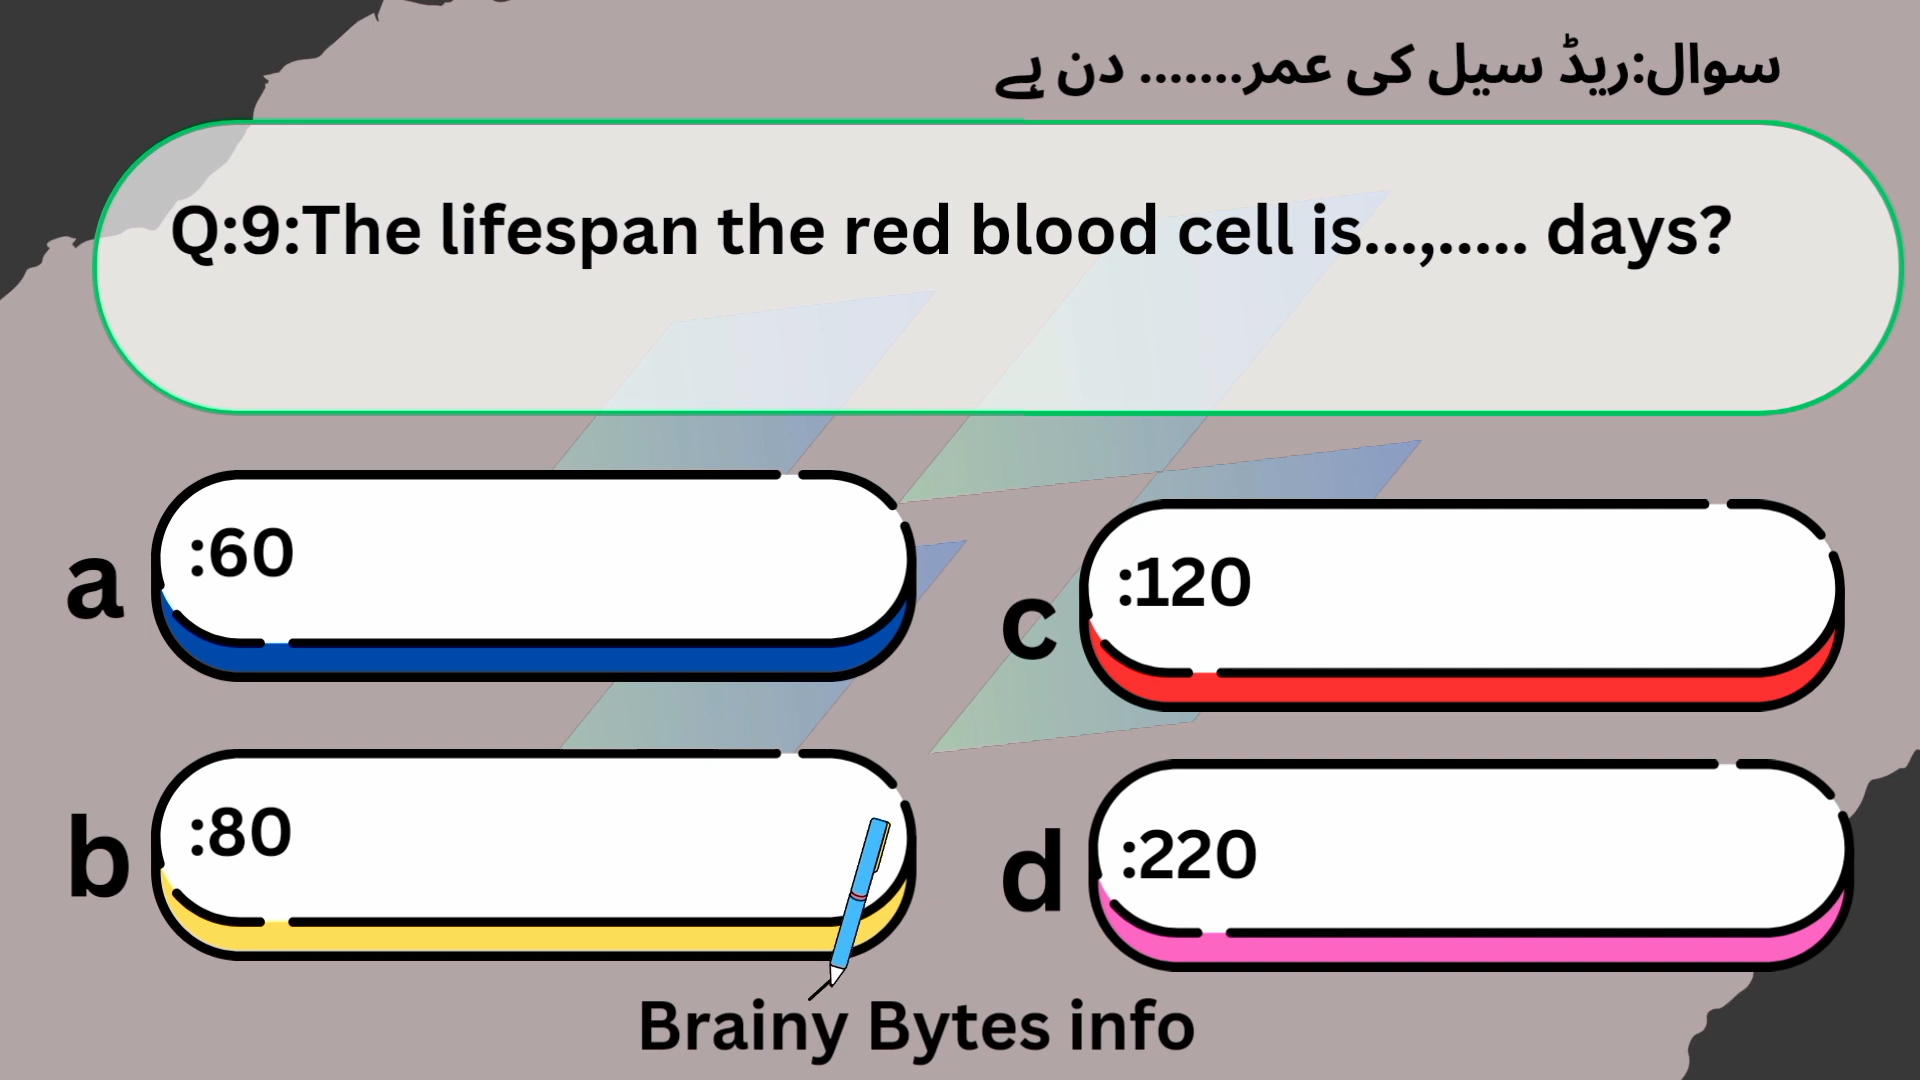 سوال:ریڈ سیل کی عمر....... دن ہے
Q:9:The lifespan the red blood cell is...,..... days?
a :60
c :120
b :80
d :220
Brainy Bytes info